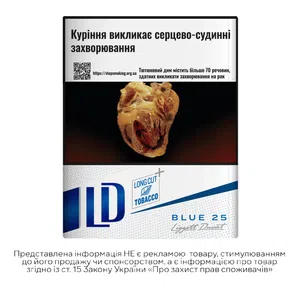 Куріння викликає серцево-судинні
захворювання
https://stopsmoking.org.ua
Тютюновий дим містить більше 70 речовин,
здатних викликати захворювання на рак
LD
LONG CUT
TOBACCO
BLUE 25
Liggett Ducat
Представлена інформація НЕ є рекламою товару, стимулюванням
до його продажу чи спонсорством, а є інформацією про товар
згідно із ст. 15 Закону України «Про захист прав споживачів»